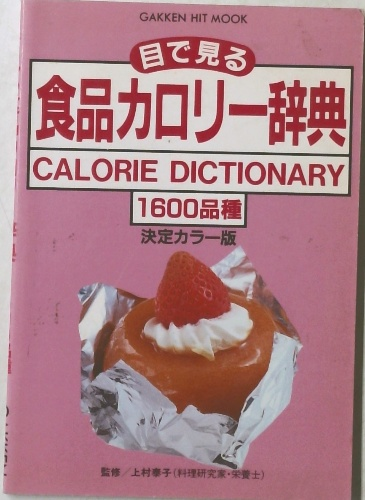 GAKKEN HIT MOOK
目で見る
食品カロリー辞典
CALORIE DICTIONARY
1600品種
決定カラー版
監修/上村泰子(料理研究家・栄養士)